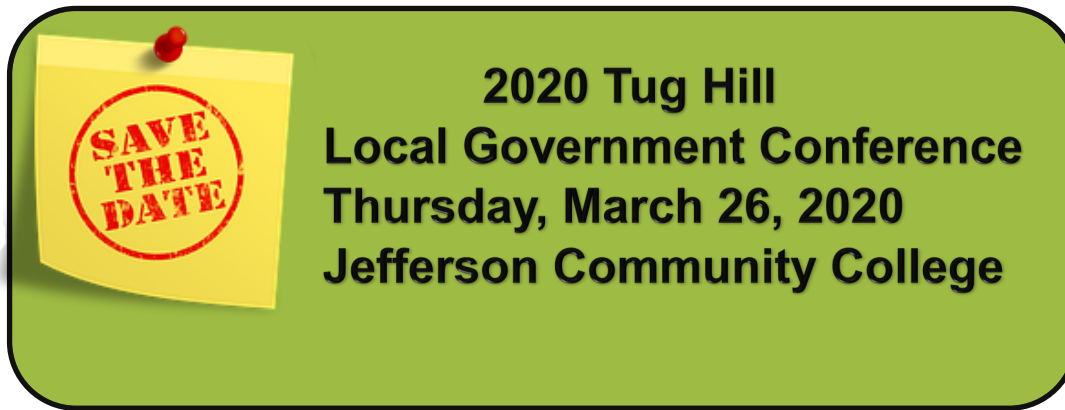 SAVE
THE
DATE
2020 Tug Hill
Local Government Conference
Thursday, March 26, 2020
Jefferson Community College